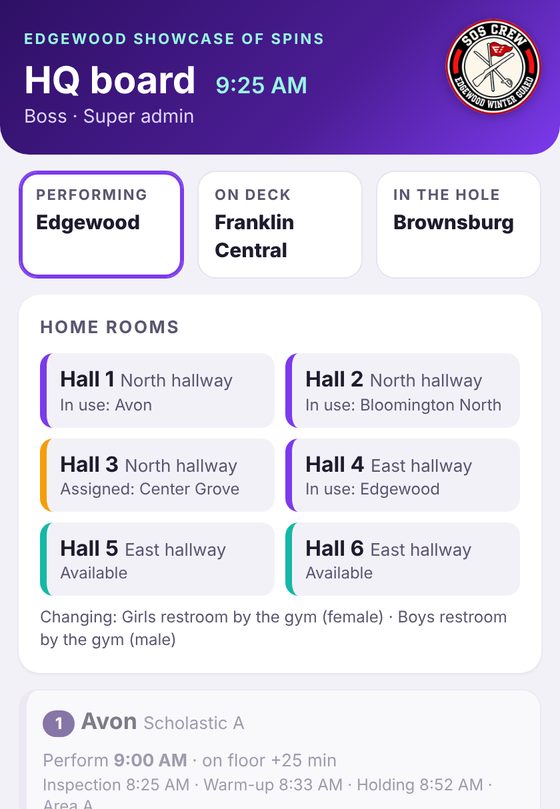 EDGEWOOD SHOWCASE OF SPINS
HQ board 9:25 AM
Boss · Super admin
SOS CREW
EDGEWOOD WINTER GUARD
PERFORMING
Edgewood
ON DECK
Franklin
Central
IN THE HOLE
Brownsburg
HOME ROOMS
Hall 1 North hallway
In use: Avon
Hall 2 North hallway
In use: Bloomington North
Hall 3 North hallway
Assigned: Center Grove
Hall 4 East hallway
In use: Edgewood
Hall 5 East hallway
Available
Hall 6 East hallway
Available
Changing: Girls restroom by the gym (female) · Boys restroom
by the gym (male)
1 Avon Scholastic A
Perform 9:00 AM · on floor +25 min
Inspection 8:25 AM · Warm-up 8:33 AM · Holding 8:52 AM ·
Area A